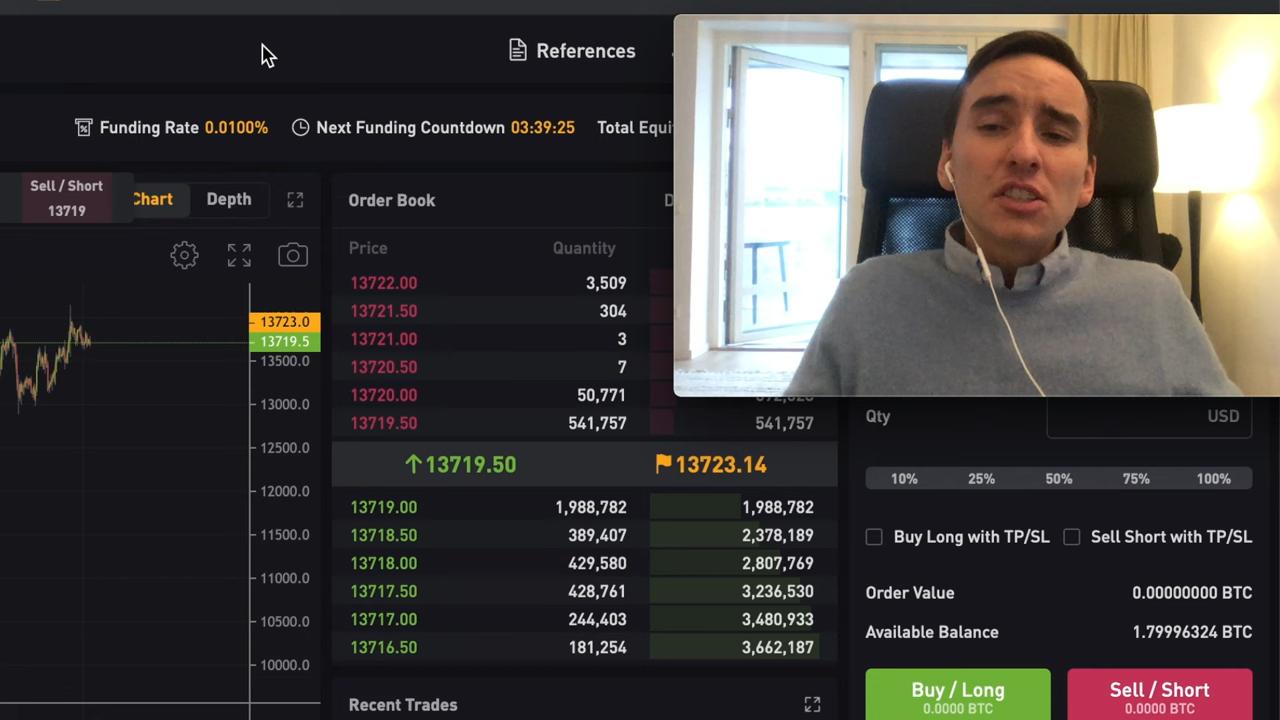 References
Funding Rate 0.0100% Next Funding Countdown 03:39:25 Total Equi
Sell / Short
13719
Chart Depth
13723.0
13719.5
13500.0
13000.0
12500.0
12000.0
11500.0
11000.0
10500.0
10000.0
Order Book
Price Quantity
13722.00 3,509
13721.50 304
13721.00 3
13720.50 7
13720.00 50,771
13719.50 541,757 541,757
13719.50 13723.14
13719.00 1,988,782 1,988,782
13718.50 389,407 2,378,189
13718.00 429,580 2,807,769
13717.50 428,761 3,236,530
13717.00 244,403 3,480,933
13716.50 181,254 3,662,187
Recent Trades
Qty USD
10% 25% 50% 75% 100%
Buy Long with TP/SL Sell Short with TP/SL
Order Value 0.00000000 BTC
Available Balance 1.79996324 BTC
Buy / Long
0.0000 BTC
Sell / Short
0.0000 BTC